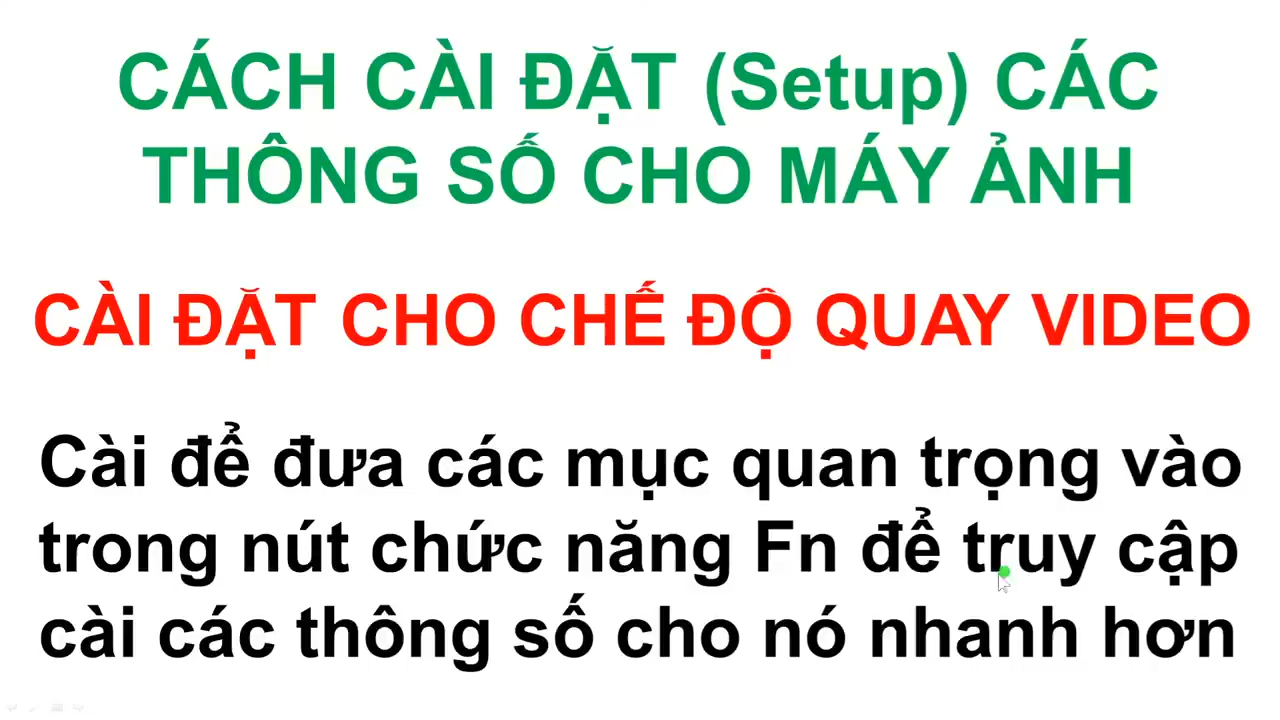 CÁCH CÀI ĐẶT (Setup) CÁC
THÔNG SỐ CHO MÁY ẢNH
CÀI ĐẶT CHO CHẾ ĐỘ QUAY VIDEO
Cài để đưa các mục quan trọng vào
trong nút chức năng Fn để truy cập
cài các thông số cho nó nhanh hơn